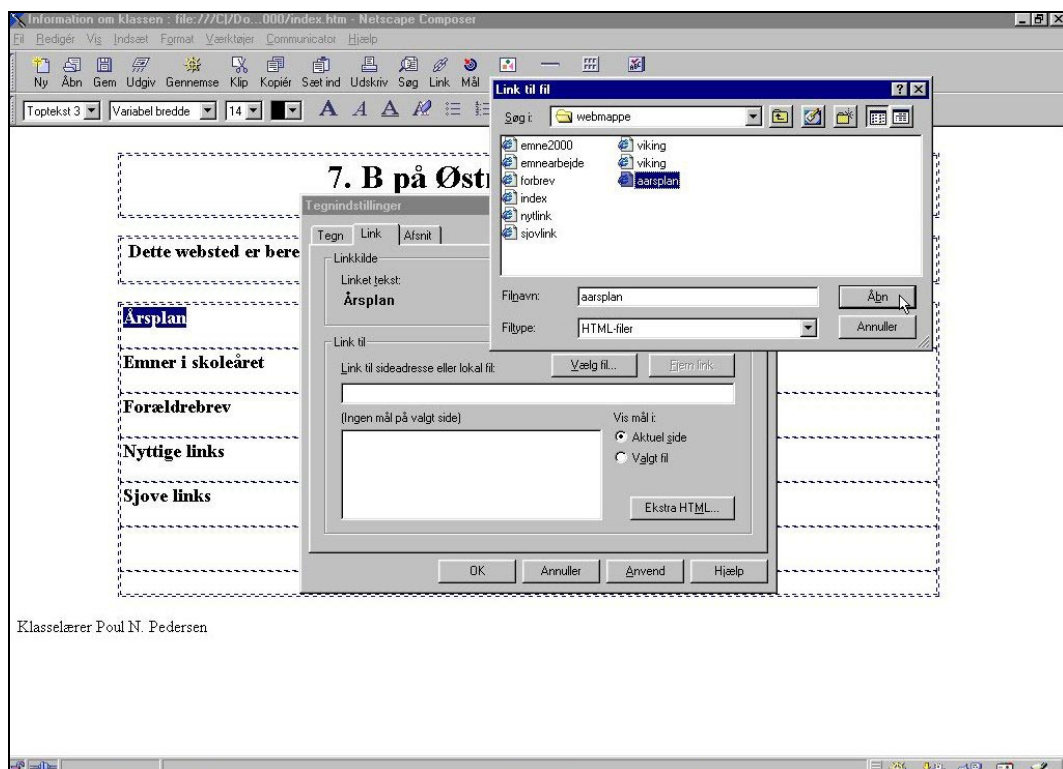 Information om klassen : file:///C|/Do...000/index.htm - Netscape Composer
Fil Redigér Vis Indsæt Format Værktøjer Communicator Hjælp
Ny Åbn Gem Udgiv Gennemse Klip Kopiér Sæt ind Udskriv Søg Link Mål
Toptekst 3 Variabel bredde 14
Link til fil
Søg i: webmappe
emne2000 viking
emnearbejde viking
forbrev aarsplan
index
nytlink
sjovlink
Filnavn: aarsplan Åbn
Filtype: HTML-filer Annuller
7. B på Øst
Dette websted er bere
Årsplan
Emner i skoleåret
Forældrebrev
Nyttige links
Sjove links
Tegnindstillinger
Tegn Link Afsnit
Linkkilde
Linket tekst:
Årsplan
Link til
Link til sideadresse eller lokal fil: Vælg fil... Fjern link
(Ingen mål på valgt side) Vis mål i:
Aktuel side
Valgt fil
Ekstra HTML...
OK Annuller Anvend Hjælp
Klasselærer Poul N. Pedersen